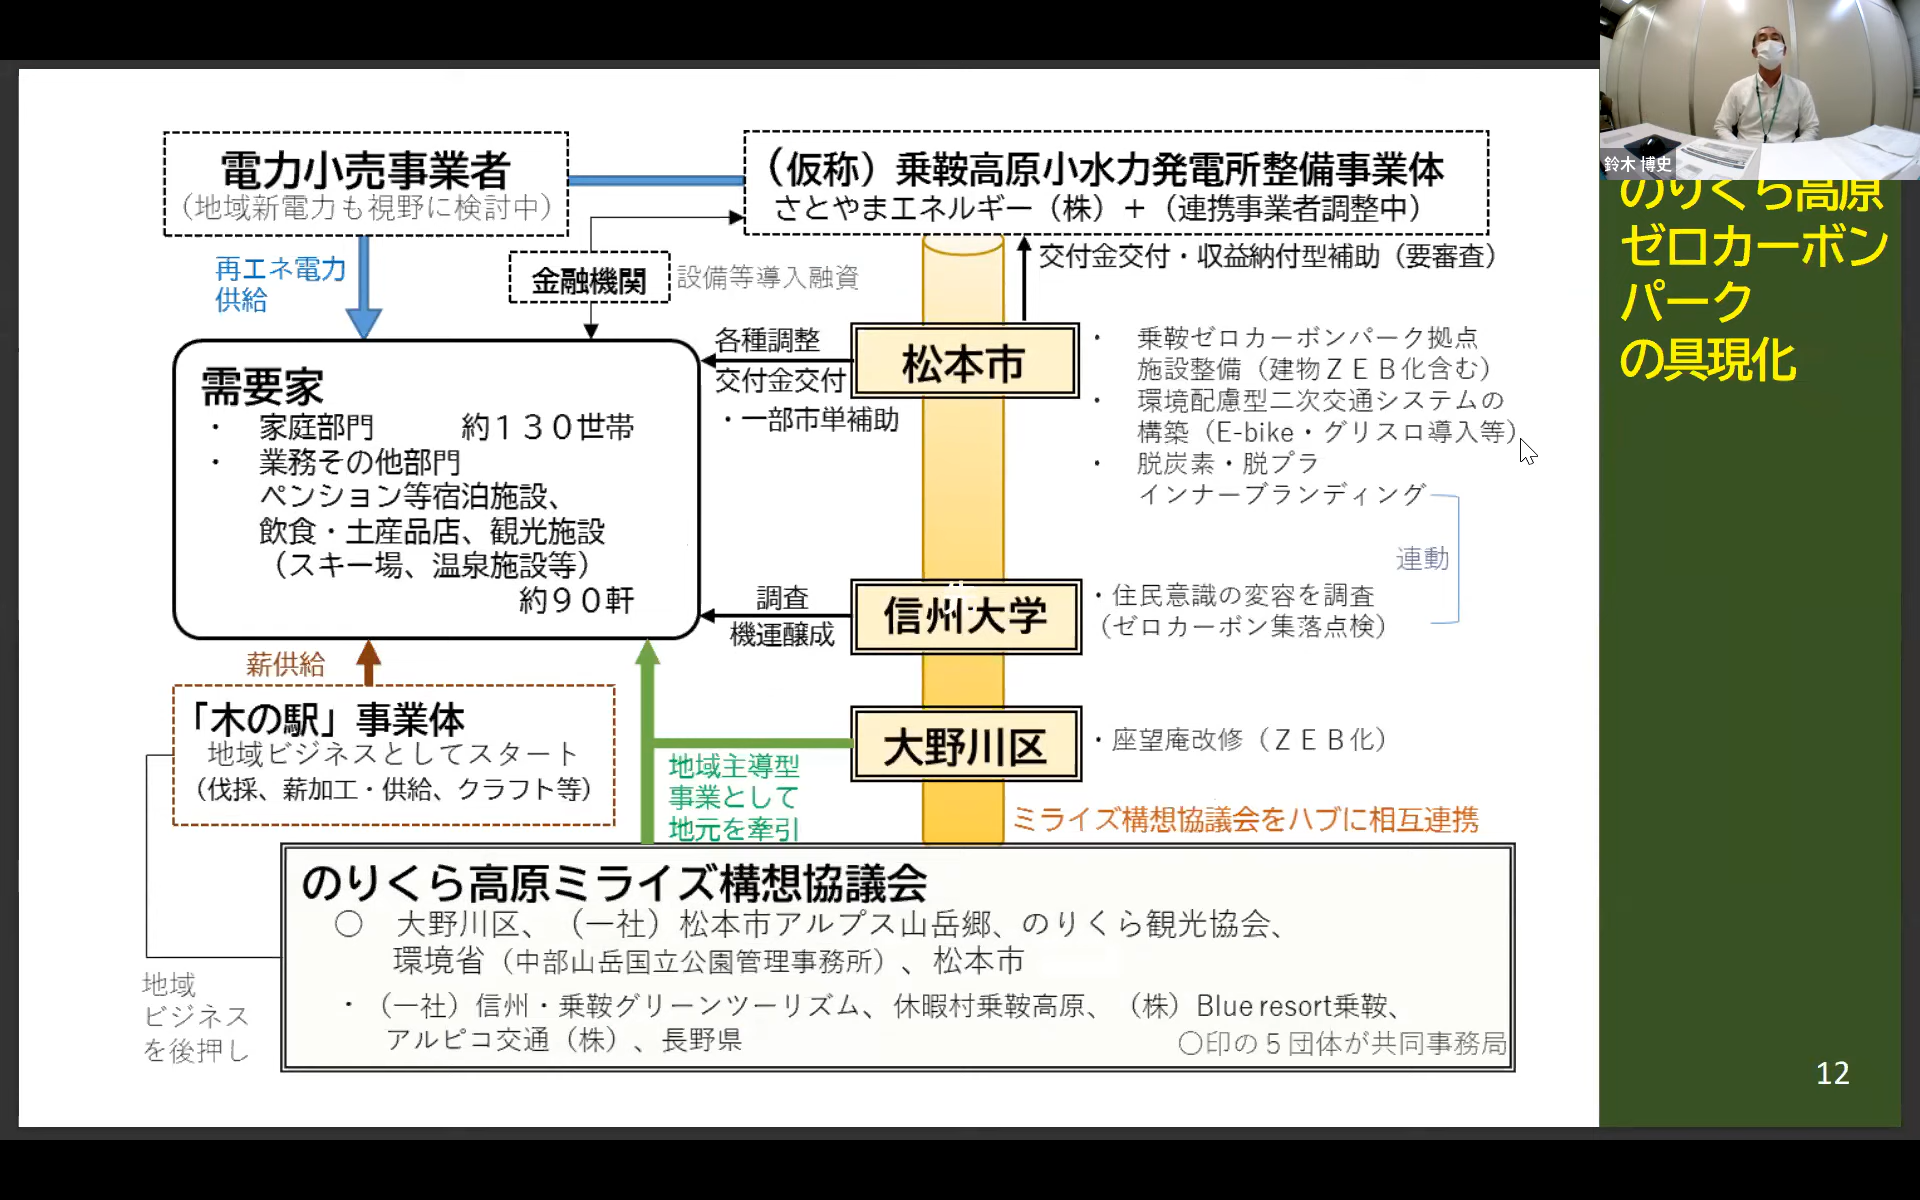 電力小売事業者
（地域新電力も視野に検討中）
（仮称）乗鞍高原小水力発電所整備事業体
さとやまエネルギー（株）＋（連携事業者調整中）
再エネ電力
供給
金融機関
設備等導入融資
交付金交付・収益納付型補助（要審査）
需要家
・ 家庭部門 約１３０世帯
・ 業務その他部門
ペンション等宿泊施設、
飲食・土産品店、観光施設
（スキー場、温泉施設等）
約９０軒
各種調整
交付金交付
・一部市単補助
松本市
・ 乗鞍ゼロカーボンパーク拠点
施設整備（建物ＺＥＢ化含む）
・ 環境配慮型二次交通システムの
構築（E-bike・グリスロ導入等）
・ 脱炭素・脱プラ
インナーブランディング
連動
調査
機運醸成
信州大学
・住民意識の変容を調査
（ゼロカーボン集落点検）
薪供給
「木の駅」事業体
地域ビジネスとしてスタート
（伐採、薪加工・供給、クラフト等）
大野川区
・座望庵改修（ＺＥＢ化）
地域主導型
事業として
地元を牽引
ミライズ構想協議会をハブに相互連携
のりくら高原ミライズ構想協議会
○ 大野川区、（一社）松本市アルプス山岳郷、のりくら観光協会、
環境省（中部山岳国立公園管理事務所）、松本市
・（一社）信州・乗鞍グリーンツーリズム、休暇村乗鞍高原、（株）Blue resort乗鞍、
アルピコ交通（株）、長野県
○印の５団体が共同事務局
地域
ビジネス
を後押し
鈴木 博史
のりくら高原
ゼロカーボン
パーク
の具現化
12